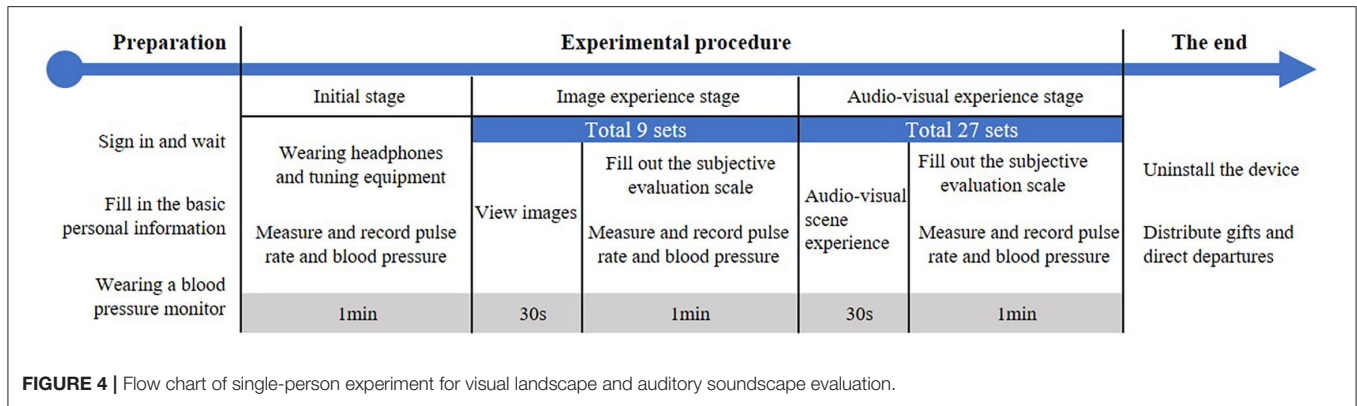 Preparation
Experimental procedure
The end
Initial stage
Image experience stage
Audio-visual experience stage
Total 9 sets
Total 27 sets
Sign in and wait
Fill in the basic
personal information
Wearing a blood
pressure monitor
Wearing headphones
and tuning equipment
Measure and record pulse
rate and blood pressure
1min
View images
30s
Fill out the subjective
evaluation scale
Measure and record pulse
rate and blood pressure
1min
Audio-visual
scene
experience
30s
Fill out the subjective
evaluation scale
Measure and record pulse
rate and blood pressure
1min
Uninstall the device
Distribute gifts and
direct departures
FIGURE 4 | Flow chart of single-person experiment for visual landscape and auditory soundscape evaluation.